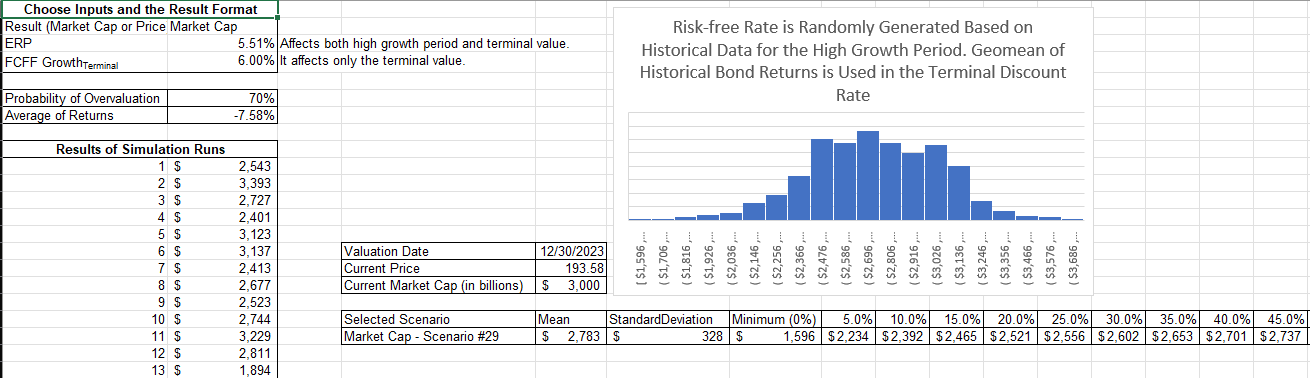 Choose Inputs and the Result Format
Result (Market Cap or Price Market Cap
ERP 5.51% Affects both high growth period and terminal value.
FCFF GrowthTerminal 6.00% It affects only the terminal value.
Probability of Overvaluation 70%
Average of Returns -7.58%
Results of Simulation Runs
1 $ 2,543
2 $ 3,393
3 $ 2,727
4 $ 2,401
5 $ 3,123
6 $ 3,137
7 $ 2,413
8 $ 2,677
9 $ 2,523
10 $ 2,744
11 $ 3,229
12 $ 2,811
13 $ 1,894
Risk-free Rate is Randomly Generated Based on
Historical Data for the High Growth Period. Geomean of
Historical Bond Returns is Used in the Terminal Discount
Rate
[ $1,596 ,...
( $1,706 ,...
( $1,816 ,...
( $1,926 ,...
( $2,036 ,...
( $2,146 ,...
( $2,256 ,...
( $2,366 ,...
( $2,476 ,...
( $2,586 ,...
( $2,696 ,...
( $2,806 ,...
( $2,916 ,...
( $3,026 ,...
( $3,136 ,...
( $3,246 ,...
( $3,356 ,...
( $3,466 ,...
( $3,576 ,...
( $3,686 ,...
Valuation Date 12/30/2023
Current Price 193.58
Current Market Cap (in billions) $ 3,000
Selected Scenario Mean StandardDeviation Minimum (0%) 5.0% 10.0% 15.0% 20.0% 25.0% 30.0% 35.0% 40.0% 45.0%
Market Cap - Scenario #29 $ 2,783 $ 328 $ 1,596 $2,234 $2,392 $2,465 $2,521 $2,556 $2,602 $2,653 $2,701 $2,737